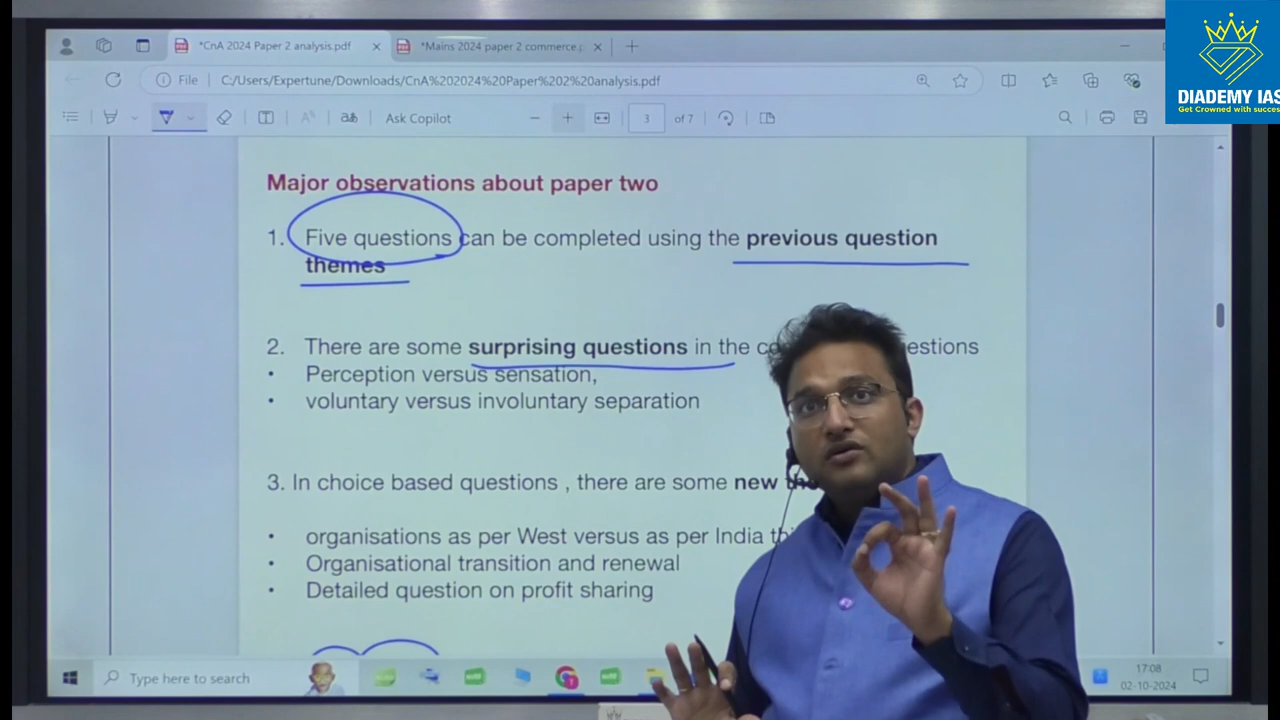 *CnA 2024 Paper 2 analysis.pdf
*Mains 2024 paper 2 commerce.
File C:/Users/Expertune/Downloads/CnA%202024%20Paper%202%20analysis.pdf
Ask Copilot 3 of 7
DIADEMY IAS
Get Crowned with success
Major observations about paper two
1. Five questions can be completed using the previous question
themes
2. There are some surprising questions in the
• Perception versus sensation,
• voluntary versus involuntary separation
3. In choice based questions , there are some new
• organisations as per West versus as per India
• Organisational transition and renewal
• Detailed question on profit sharing
Type here to search
17:08
02-10-2024